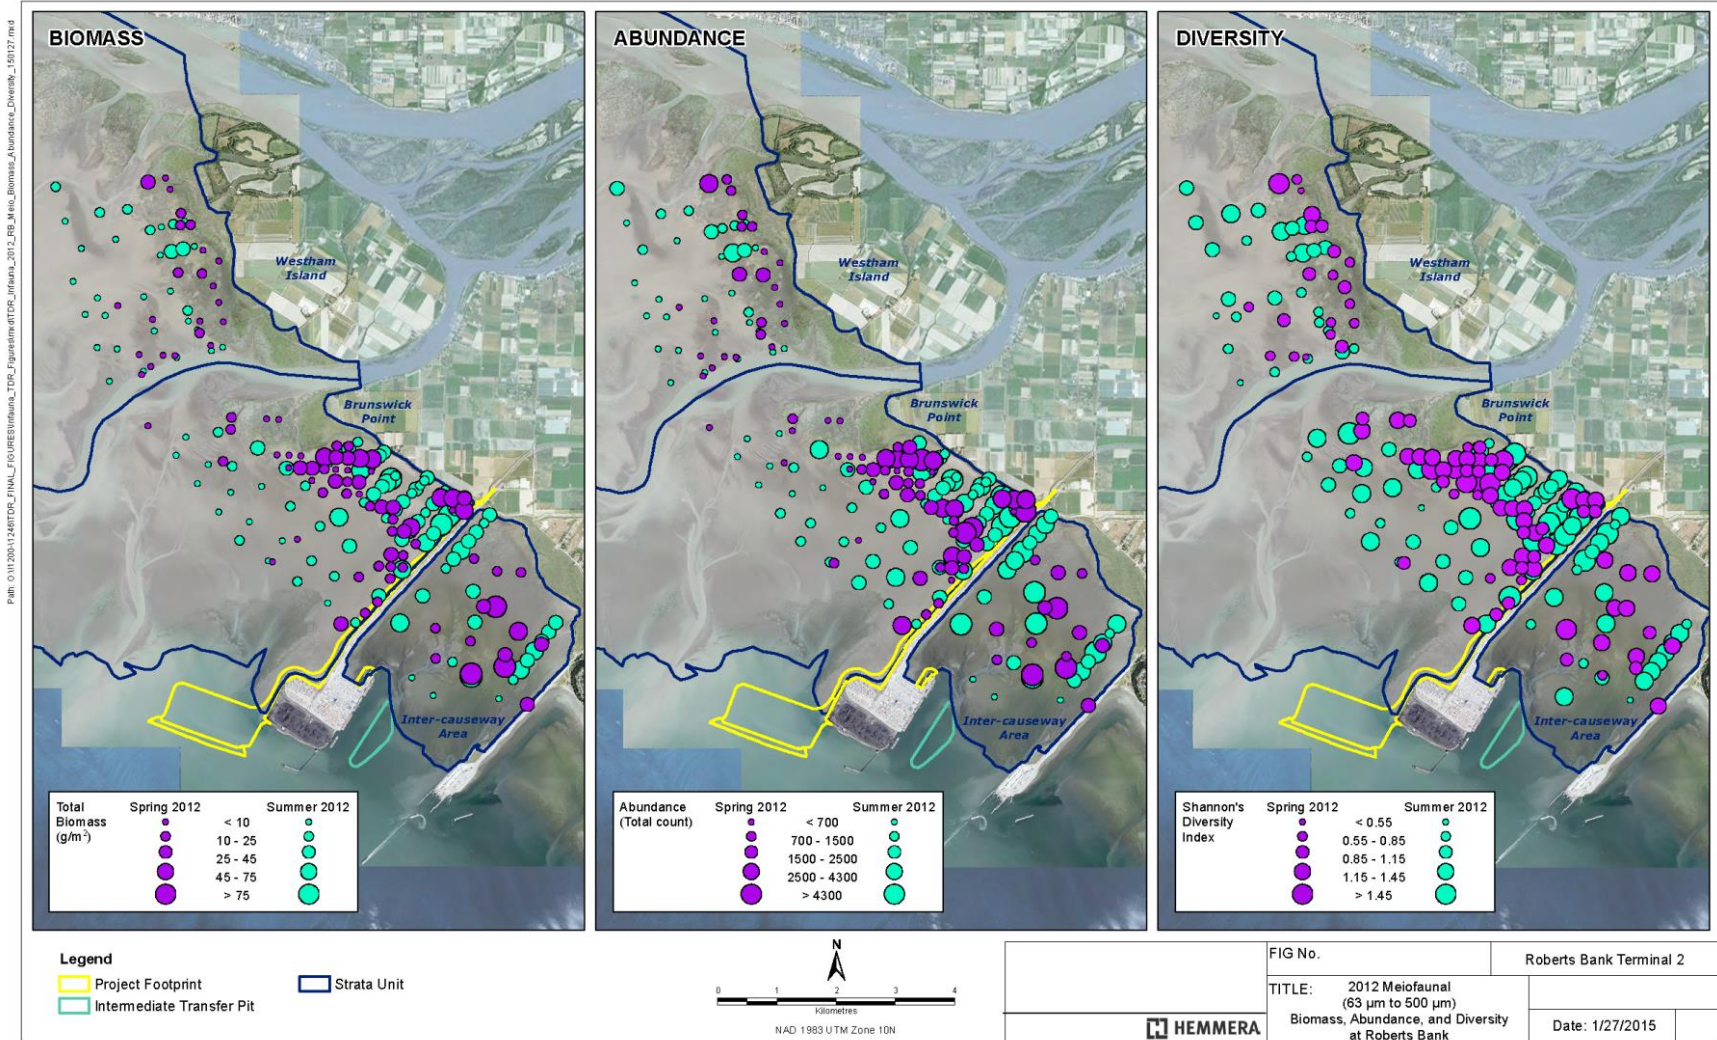 BIOMASS
Westham
Island
Brunswick
Point
Inter-causeway
Area
Total
Biomass
(g/m²)
Spring 2012
Summer 2012
< 10
10 - 25
25 - 45
45 - 75
> 75
ABUNDANCE
Westham
Island
Brunswick
Point
Inter-causeway
Area
Abundance
(Total count)
Spring 2012
Summer 2012
< 700
700 - 1500
1500 - 2500
2500 - 4300
> 4300
DIVERSITY
Westham
Island
Brunswick
Point
Inter-causeway
Area
Shannon's
Diversity
Index
Spring 2012
Summer 2012
< 0.55
0.55 - 0.85
0.85 - 1.15
1.15 - 1.45
> 1.45
Legend
Project Footprint
Intermediate Transfer Pit
Strata Unit
N
0 1 2 3 4
Kilometres
NAD 1983 UTM Zone 10N
HEMMERA
FIG No.
Roberts Bank Terminal 2
TITLE:
2012 Meiofaunal
(63 µm to 500 µm)
Biomass, Abundance, and Diversity
at Roberts Bank
Date: 1/27/2015